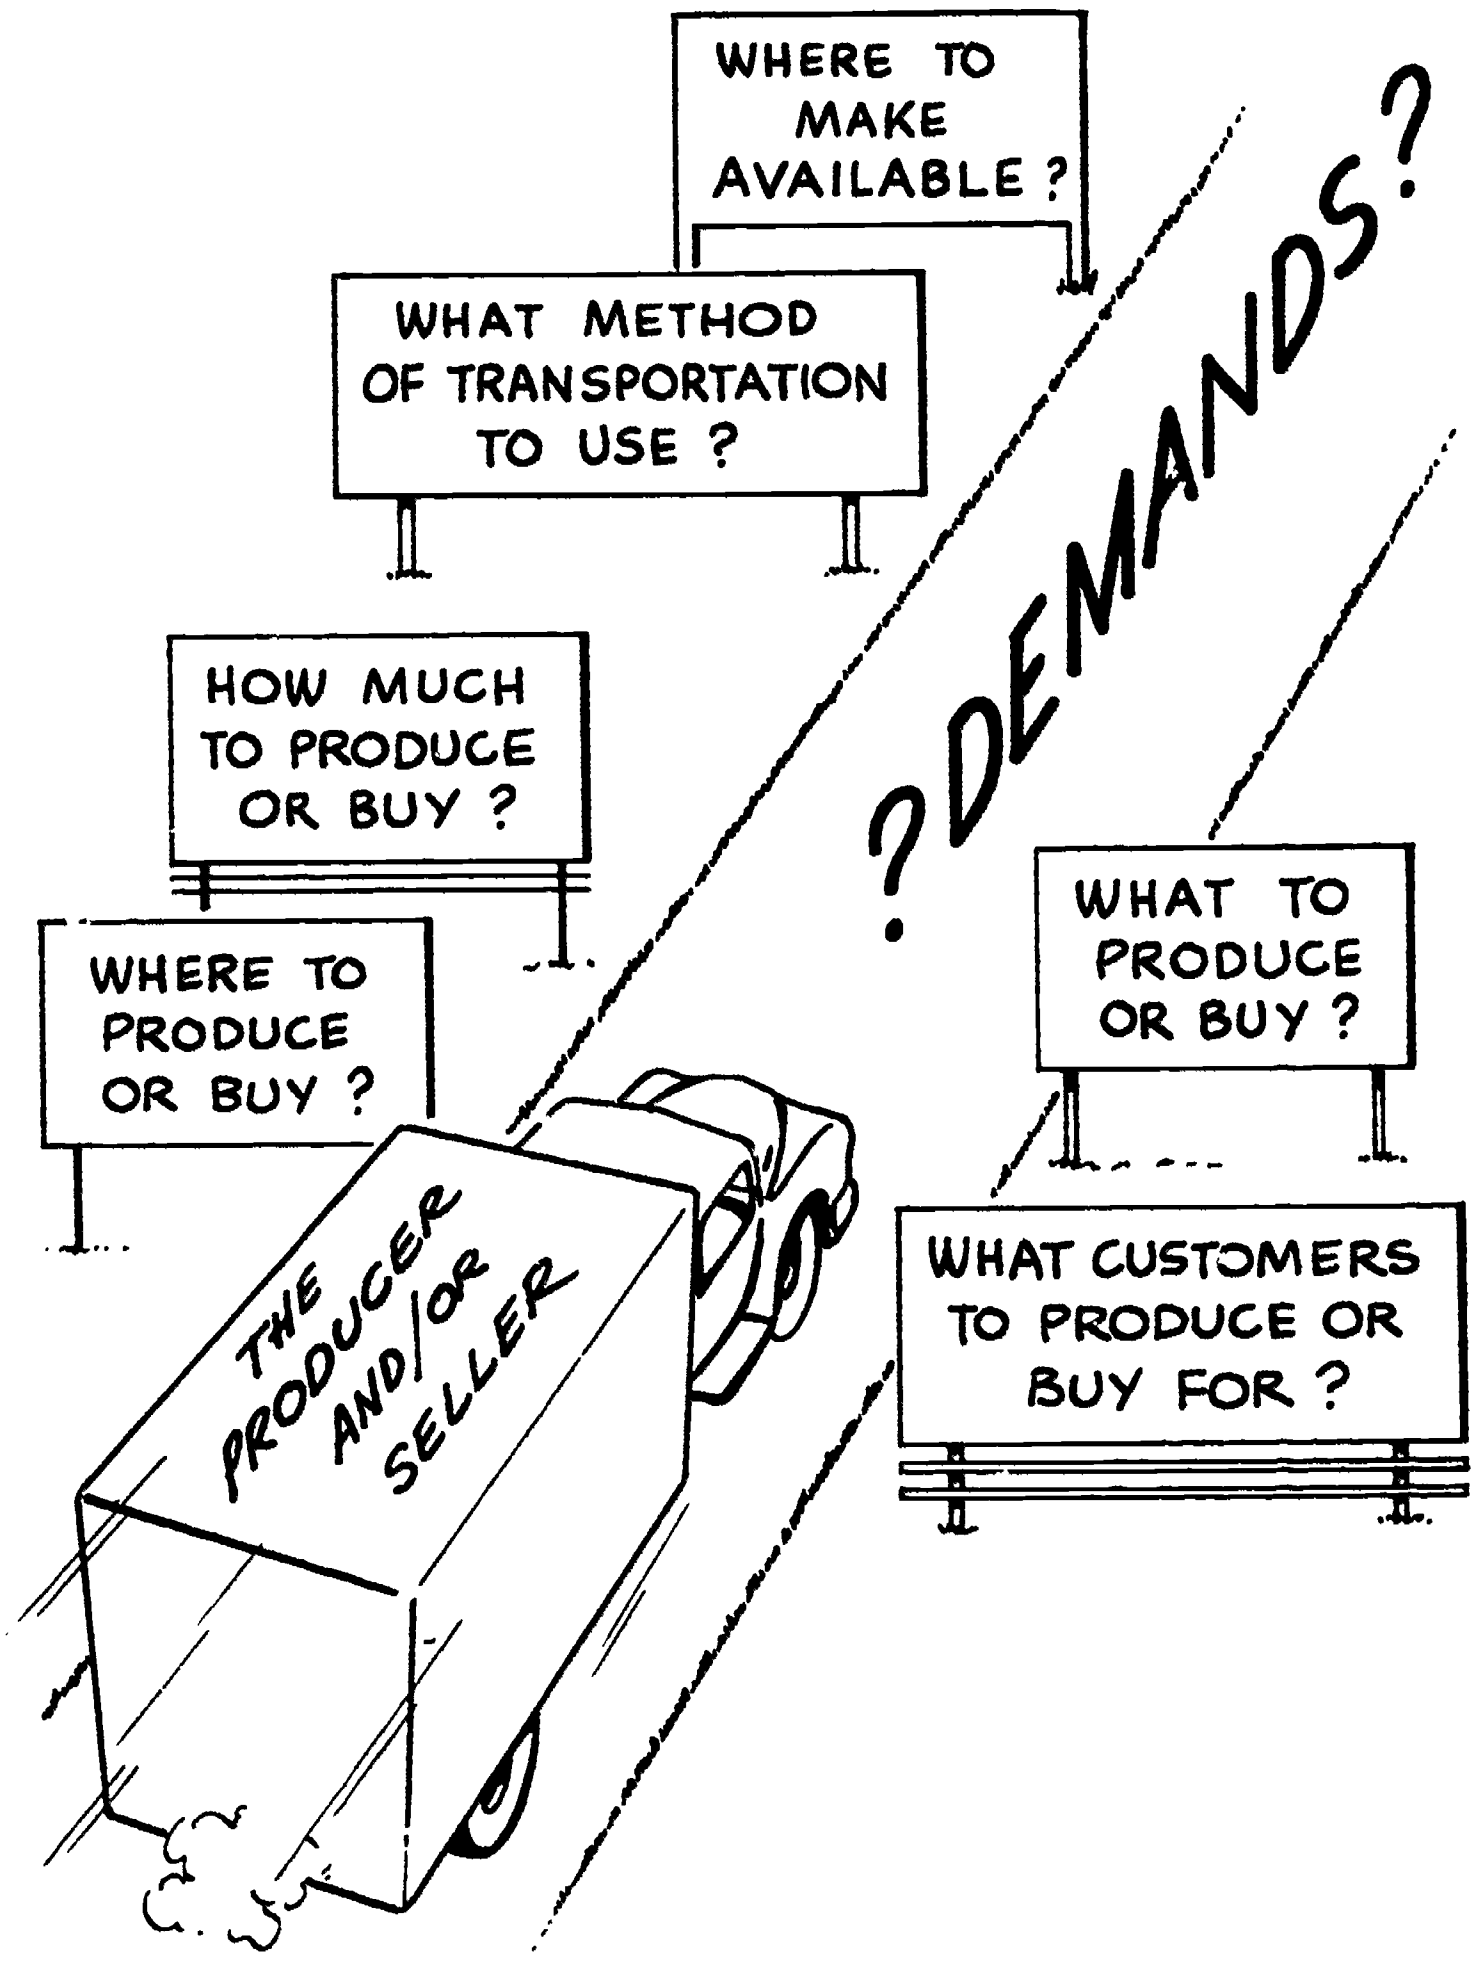 WHERE TO
MAKE
AVAILABLE ?
WHAT METHOD
OF TRANSPORTATION
TO USE ?
? DEMANDS ?
HOW MUCH
TO PRODUCE
OR BUY ?
WHAT TO
PRODUCE
OR BUY ?
WHERE TO
PRODUCE
OR BUY ?
THE
PRODUCER
AND/OR
SELLER
WHAT CUSTOMERS
TO PRODUCE OR
BUY FOR ?